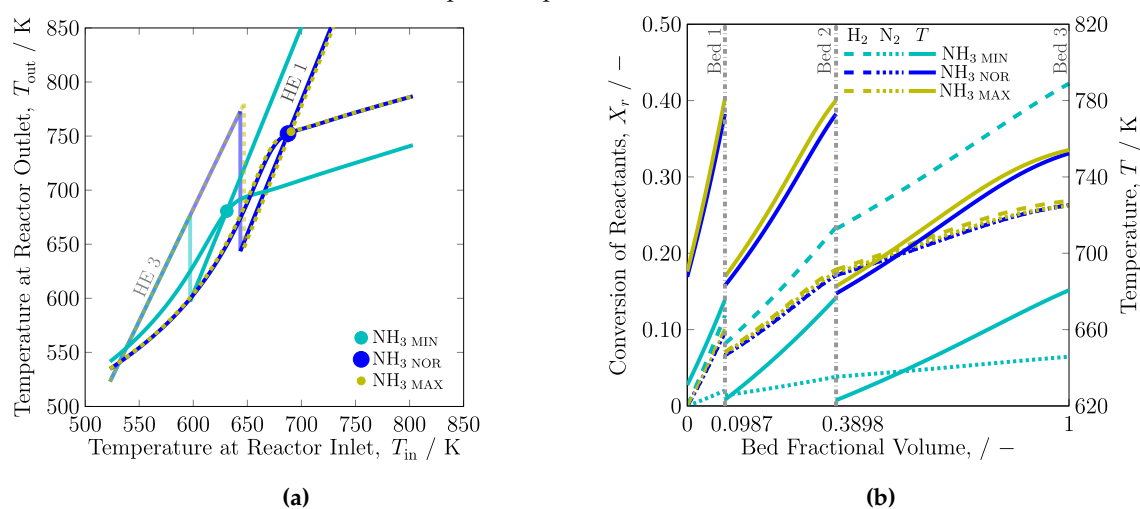 Temperature at Reactor Outlet, T_out / K
850
800
750
700
650
600
550
500
500 550 600 650 700 750 800 850
Temperature at Reactor Inlet, T_in / K
HE 3
HE 1
NH3 MIN
NH3 NOR
NH3 MAX
(a)
Conversion of Reactants, X_r / −
0.50
0.40
0.30
0.20
0.10
0
0 0.0987 0.3898 1
Bed Fractional Volume, / −
Bed 1
Bed 2
Bed 3
H2 N2 T
NH3 MIN
NH3 NOR
NH3 MAX
820
780
740
700
660
620
Temperature, T / K
(b)